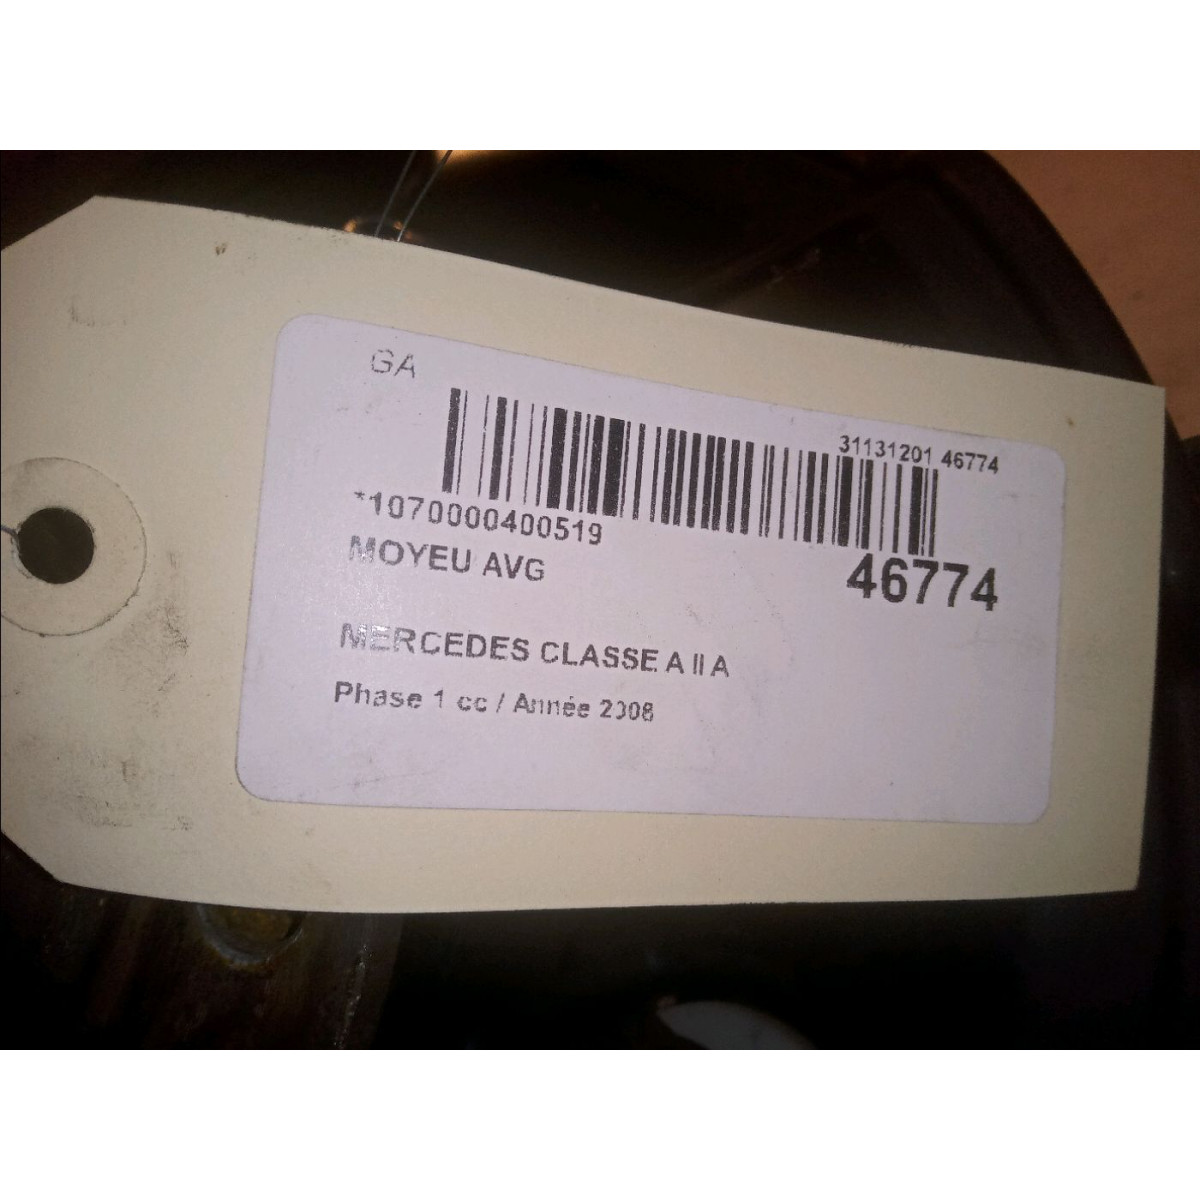 GA
31131201 46774
*1070000400519
MOYEU AVG
46774
MERCEDES CLASSE A II A
Phase 1 cc / Année 2008